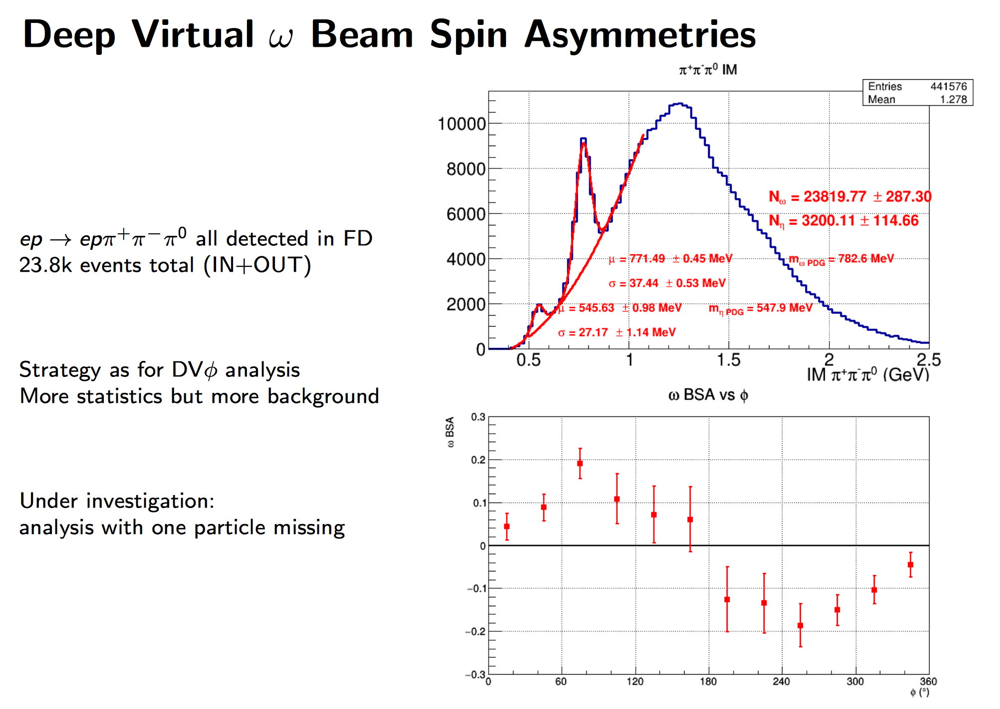 Deep Virtual ω Beam Spin Asymmetries
ep → epπ⁺π⁻π⁰ all detected in FD
23.8k events total (IN+OUT)
Strategy as for DVϕ analysis
More statistics but more background
Under investigation:
analysis with one particle missing
π⁺π⁻π⁰ IM
Entries 441576
Mean 1.278
10000
8000
6000
4000
2000
0
N_ω = 23819.77 ± 287.30
N_η = 3200.11 ± 114.66
μ = 771.49 ± 0.45 MeV m_ω PDG = 782.6 MeV
σ = 37.44 ± 0.53 MeV
μ = 545.63 ± 0.98 MeV m_η PDG = 547.9 MeV
σ = 27.17 ± 1.14 MeV
0.5 1 1.5 2 2.5
IM π⁺π⁻π⁰ (GeV)
ω BSA vs ϕ
ω BSA
0.3
0.2
0.1
0
−0.1
−0.2
−0.3
0 60 120 180 240 300 360
ϕ (°)